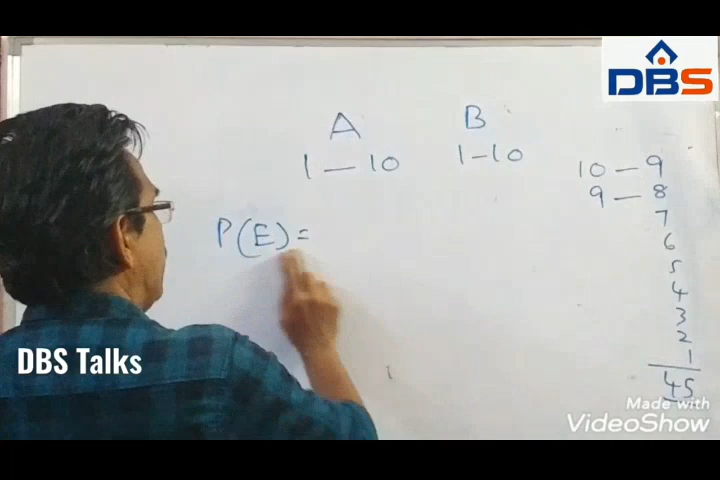 DBS
A B
1 — 10 1 – 10
10 — 9
9 — 8
7
6
5
4
3
2
1
45
P(E) =
DBS Talks
Made with
VideoShow